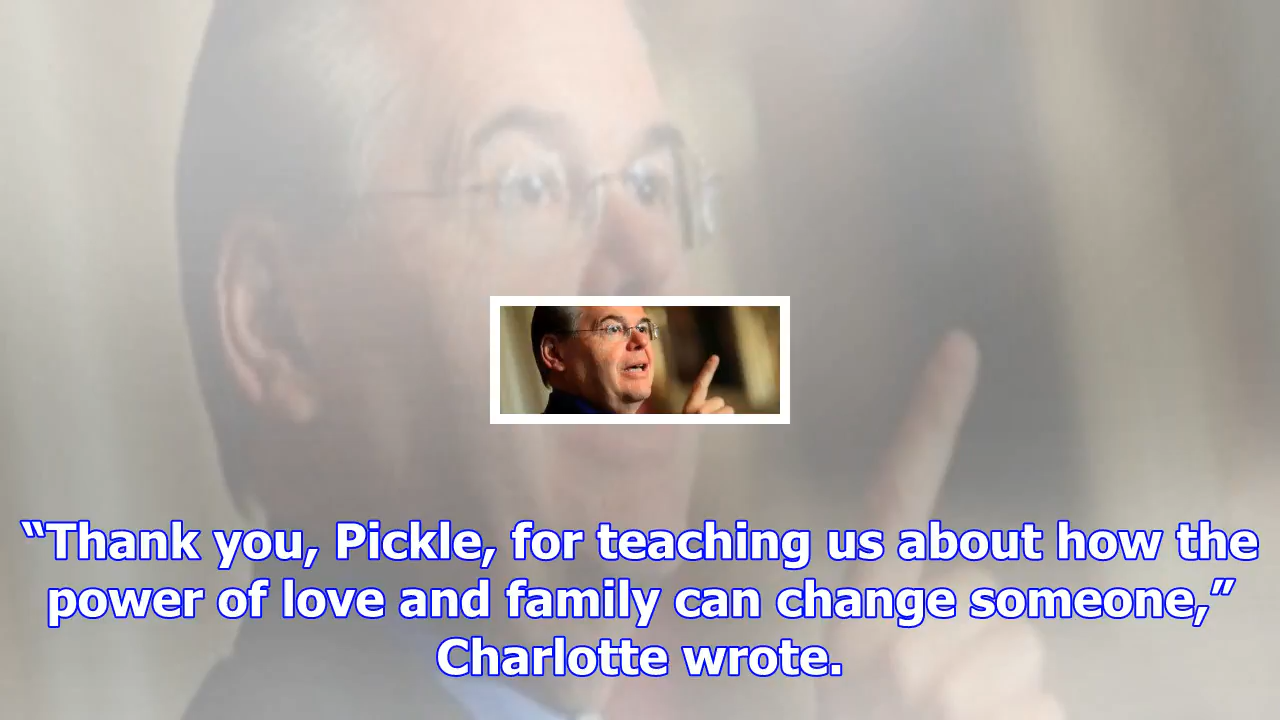 “Thank you, Pickle, for teaching us about how the
power of love and family can change someone,”
Charlotte wrote.